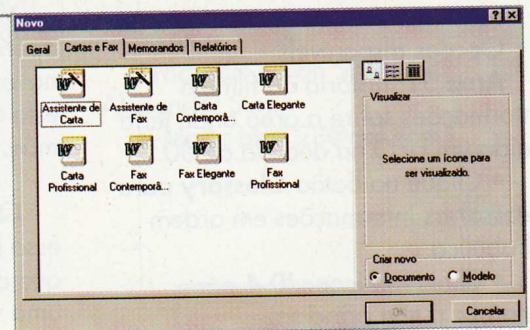 Novo
Geral Cartas e Fax Memorandos Relatórios
Assistente de Carta
Assistente de Fax
Carta Contemporâ...
Carta Elegante
Carta Profissional
Fax Contemporâ...
Fax Elegante
Fax Profissional
Visualizar
Selecione um ícone para
ser visualizado.
Criar novo
Documento Modelo
OK
Cancelar